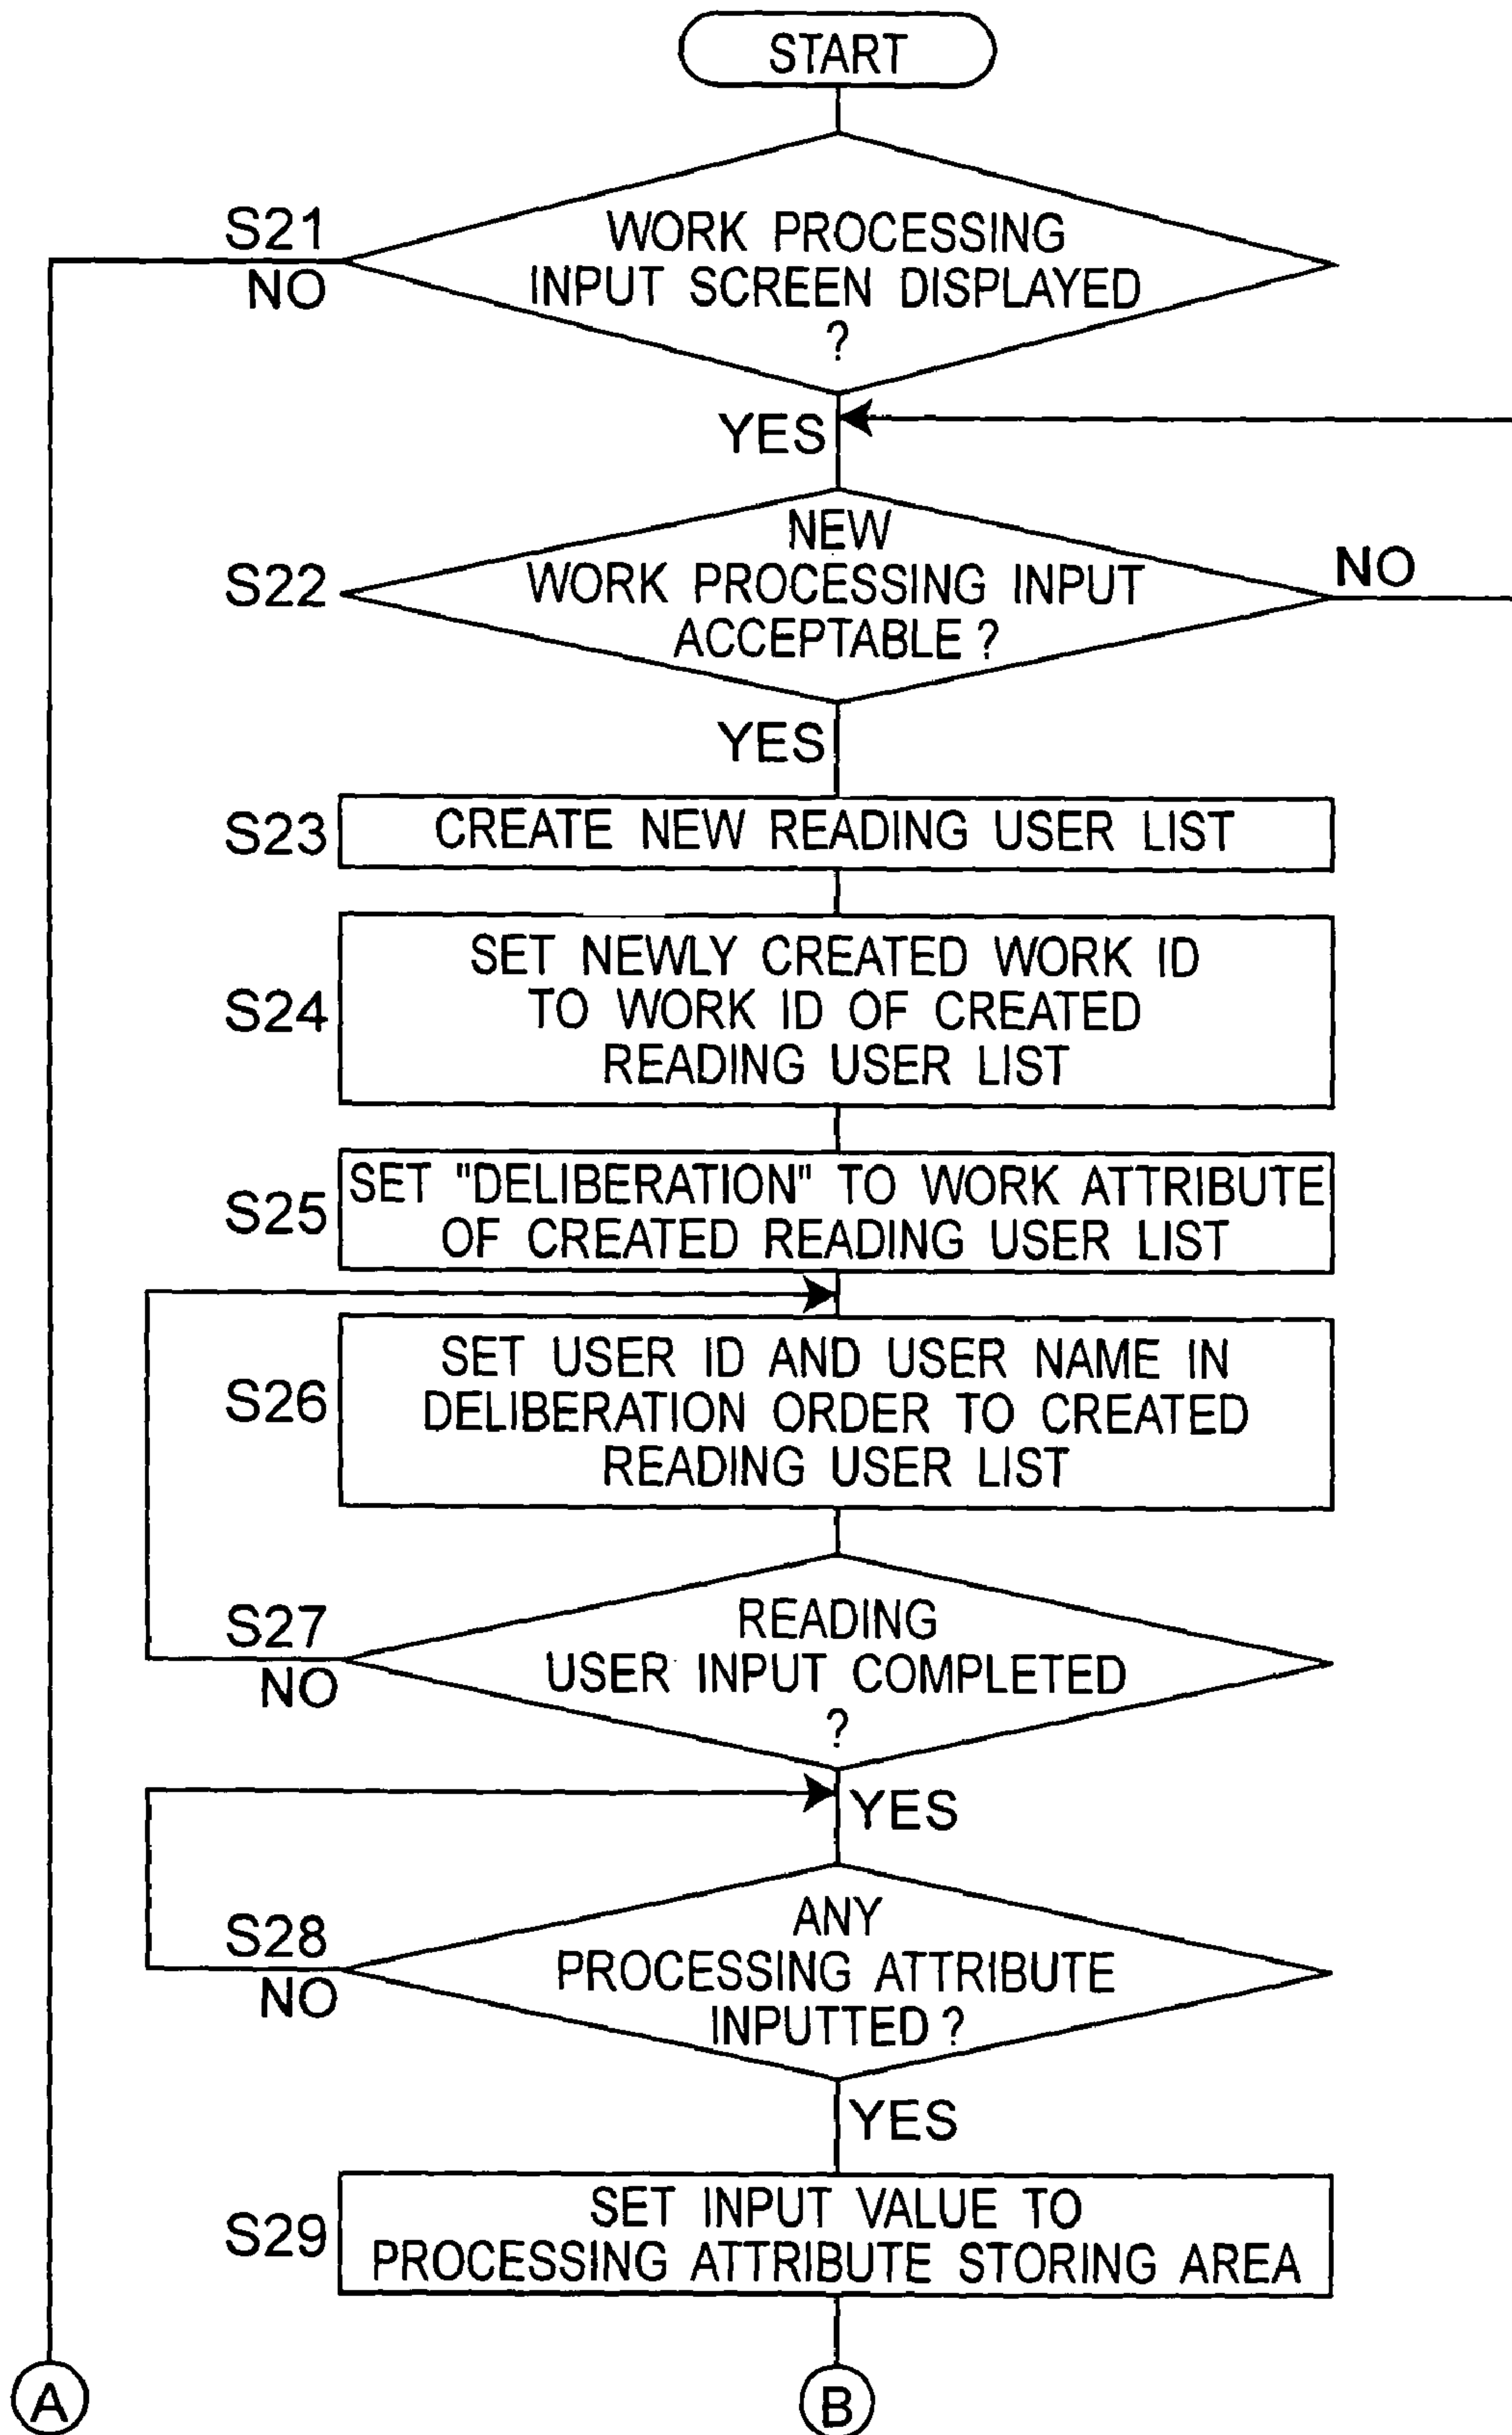 START
S21
NO
WORK PROCESSING
INPUT SCREEN DISPLAYED
?
YES
S22
NEW
WORK PROCESSING INPUT
ACCEPTABLE ?
NO
YES
S23
CREATE NEW READING USER LIST
S24
SET NEWLY CREATED WORK ID
TO WORK ID OF CREATED
READING USER LIST
S25
SET "DELIBERATION" TO WORK ATTRIBUTE
OF CREATED READING USER LIST
S26
SET USER ID AND USER NAME IN
DELIBERATION ORDER TO CREATED
READING USER LIST
S27
NO
READING
USER INPUT COMPLETED
?
YES
S28
NO
ANY
PROCESSING ATTRIBUTE
INPUTTED ?
YES
S29
SET INPUT VALUE TO
PROCESSING ATTRIBUTE STORING AREA
A
B